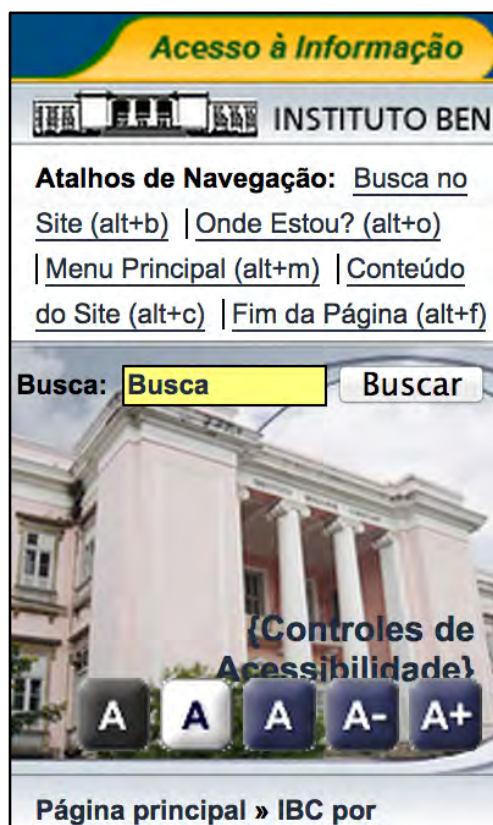 Acesso à Informação
INSTITUTO BEN
Atalhos de Navegação: Busca no
Site (alt+b) | Onde Estou? (alt+o)
| Menu Principal (alt+m) | Conteúdo
do Site (alt+c) | Fim da Página (alt+f)
Busca: Busca Buscar
{Controles de
Acessibilidade}
A A A A- A+
Página principal » IBC por